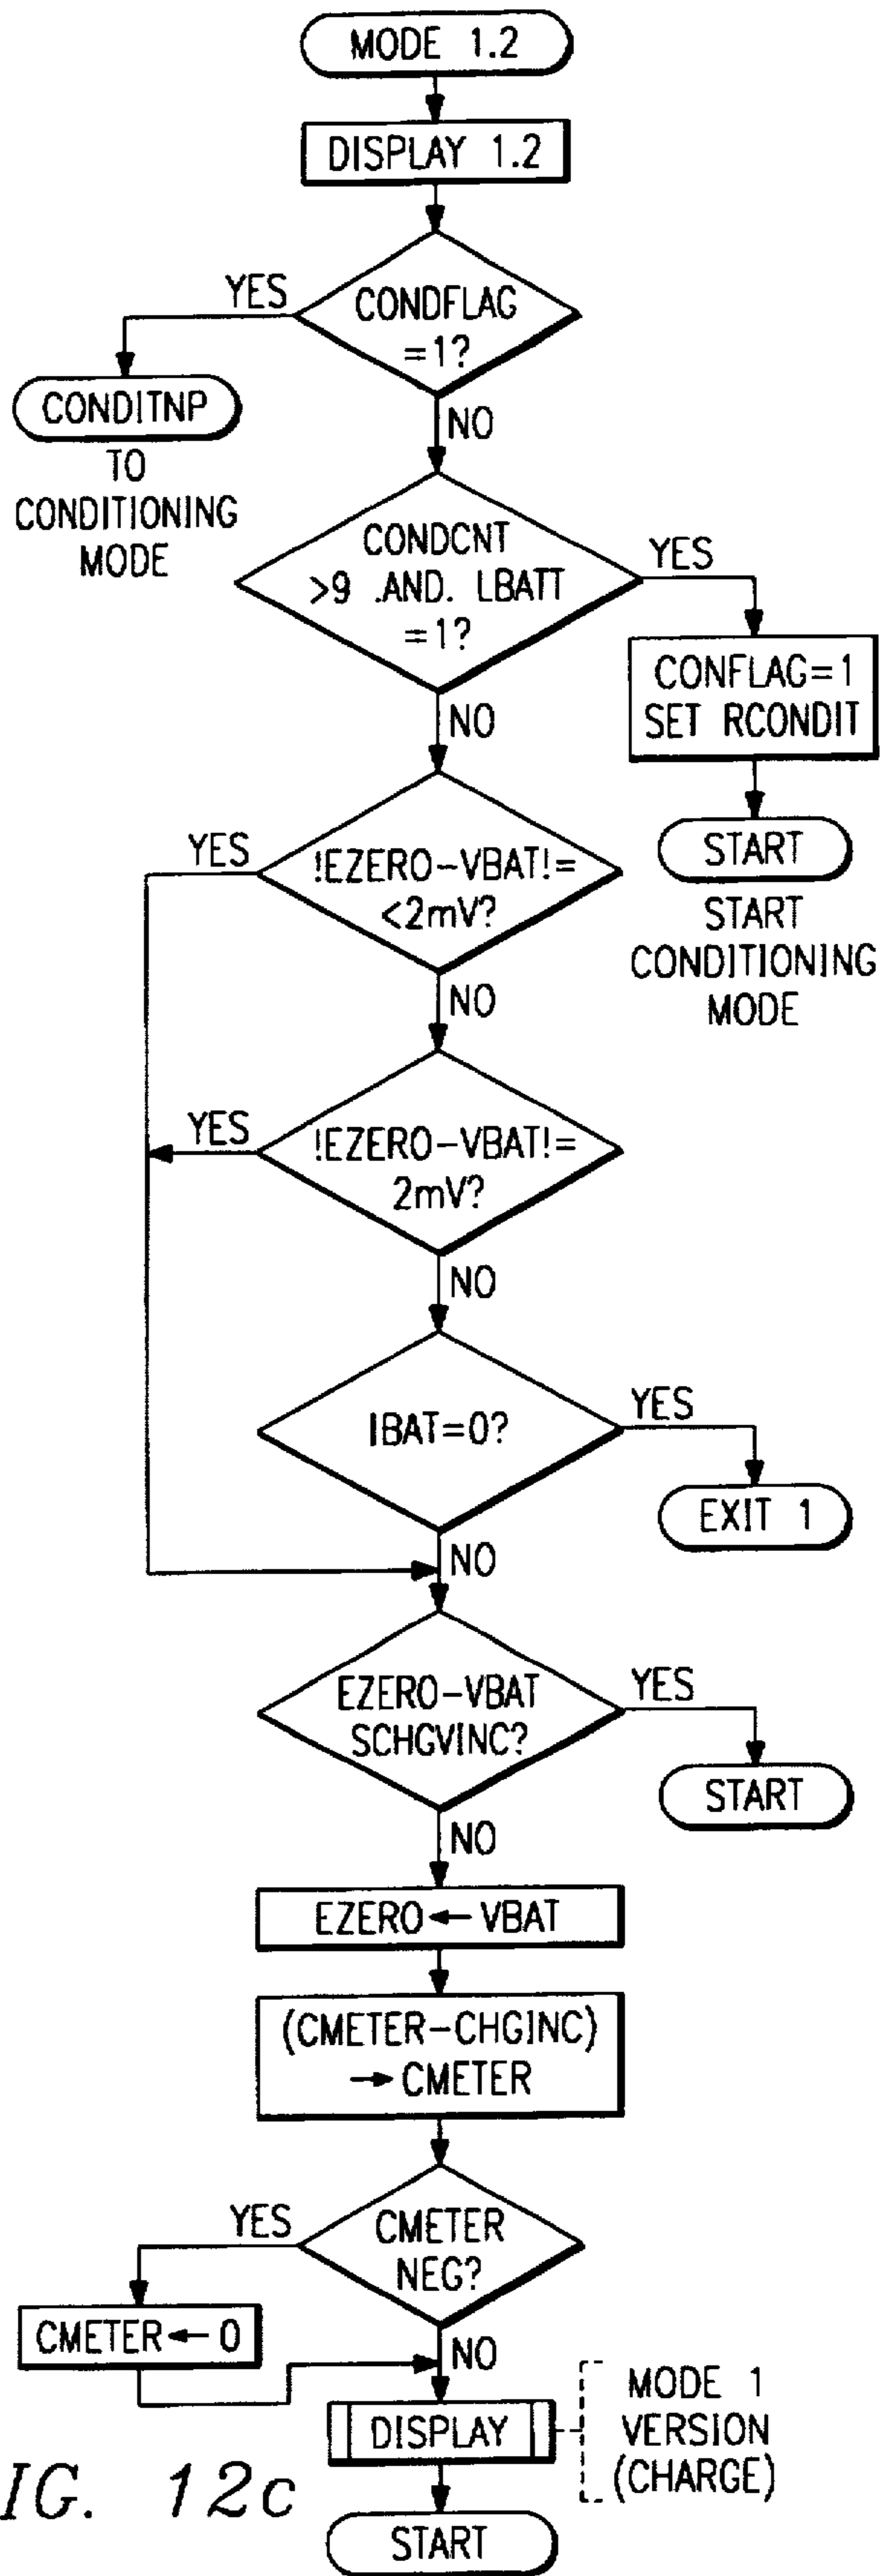 MODE 1.2
DISPLAY 1.2
YES
CONDFLAG
=1?
CONDITNP
TO
CONDITIONING
MODE
NO
CONDCNT
>9 .AND. LBATT
=1?
YES
CONFLAG=1
SET RCONDIT
START
START
CONDITIONING
MODE
NO
YES
!EZERO-VBAT!=
<2mV?
NO
YES
!EZERO-VBAT!=
2mV?
NO
IBAT=0?
YES
EXIT 1
NO
EZERO-VBAT
SCHGVINC?
YES
START
NO
EZERO←VBAT
(CMETER-CHGINC)
→CMETER
YES
CMETER
NEG?
CMETER←0
NO
DISPLAY
MODE 1
VERSION
(CHARGE)
IG. 12c
START